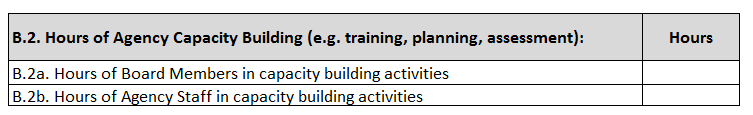 B.2. Hours of Agency Capacity Building (e.g. training, planning, assessment): Hours
B.2a. Hours of Board Members in capacity building activities
B.2b. Hours of Agency Staff in capacity building activities